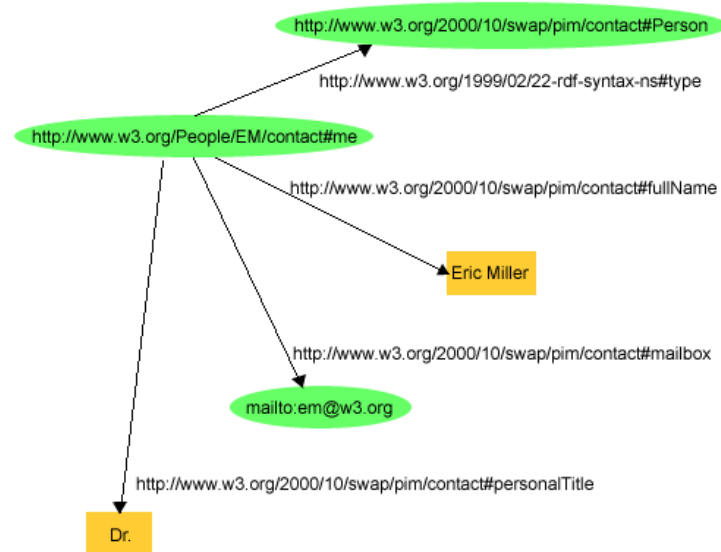 http://www.w3.org/2000/10/swap/pim/contact#Person
http://www.w3.org/1999/02/22-rdf-syntax-ns#type
http://www.w3.org/People/EM/contact#me
http://www.w3.org/2000/10/swap/pim/contact#fullName
Eric Miller
http://www.w3.org/2000/10/swap/pim/contact#mailbox
mailto:em@w3.org
http://www.w3.org/2000/10/swap/pim/contact#personalTitle
Dr.